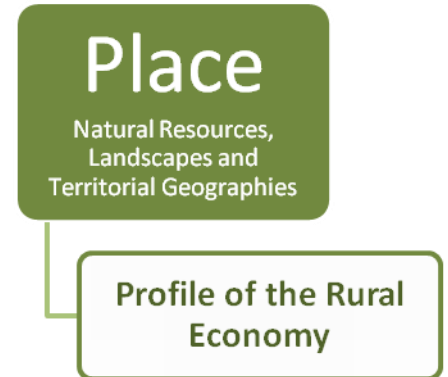 Place
Natural Resources,
Landscapes and
Territorial Geographies
Profile of the Rural
Economy